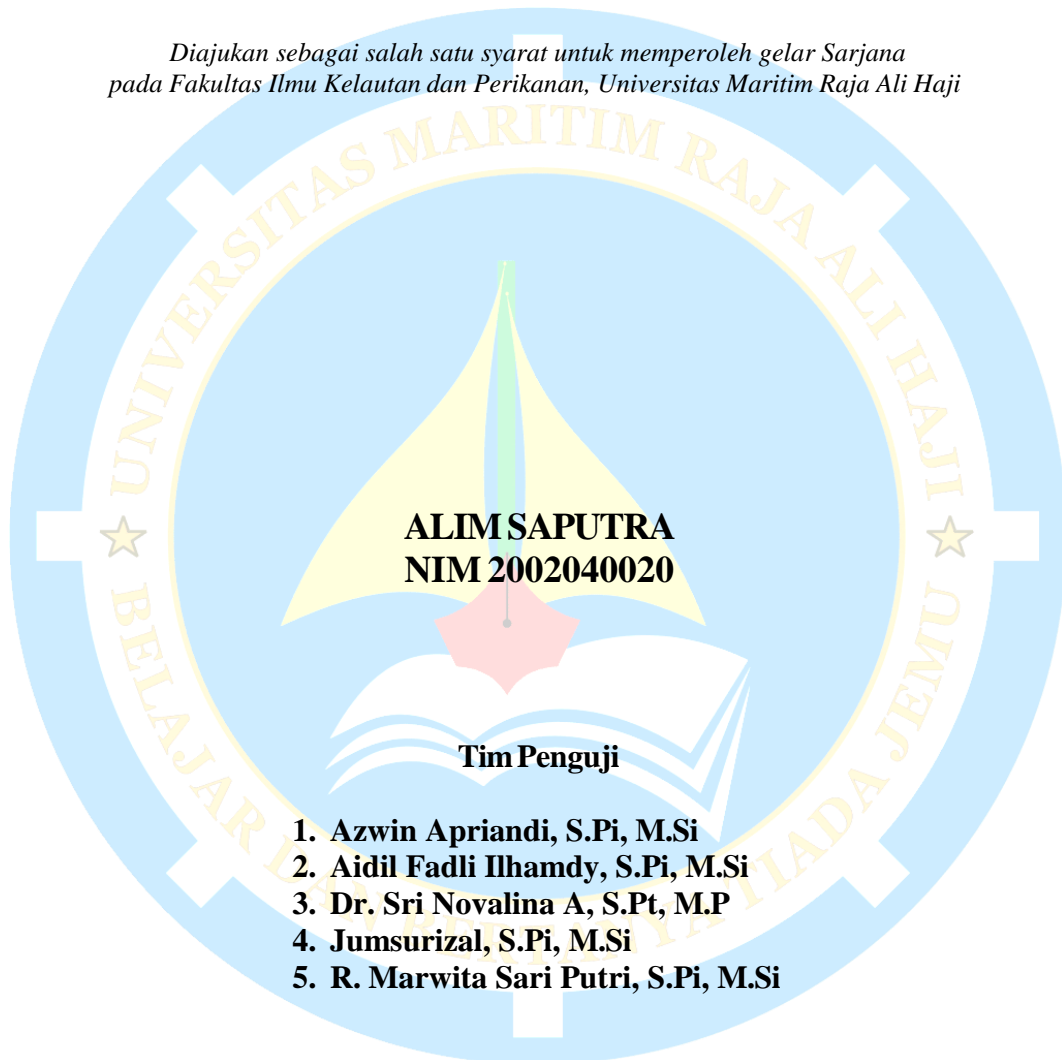 Diajukan sebagai salah satu syarat untuk memperoleh gelar Sarjana
pada Fakultas Ilmu Kelautan dan Perikanan, Universitas Maritim Raja Ali Haji
UNIVERSITAS MARITIM RAJA ALI HAJI
ALIM SAPUTRA
NIM 2002040020
BELAJAR DAN BERTANYA TIADA JEMU
Tim Penguji
1. Azwin Apriandi, S.Pi, M.Si
2. Aidil Fadli Ilhamdy, S.Pi, M.Si
3. Dr. Sri Novalina A, S.Pt, M.P
4. Jumsurizal, S.Pi, M.Si
5. R. Marwita Sari Putri, S.Pi, M.Si